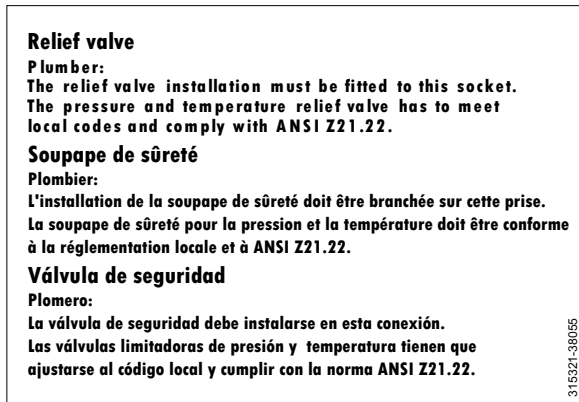 Relief valve
Plumber:
The relief valve installation must be fitted to this socket.
The pressure and temperature relief valve has to meet
local codes and comply with ANSI Z21.22.
Soupape de sûreté
Plombier:
L'installation de la soupape de sûreté doit être branchée sur cette prise.
La soupape de sûreté pour la pression et la température doit être conforme
à la réglementation locale et à ANSI Z21.22.
Válvula de seguridad
Plomero:
La válvula de seguridad debe instalarse en esta conexión.
Las válvulas limitadoras de presión y temperatura tienen que
ajustarse al código local y cumplir con la norma ANSI Z21.22.
315321-38055